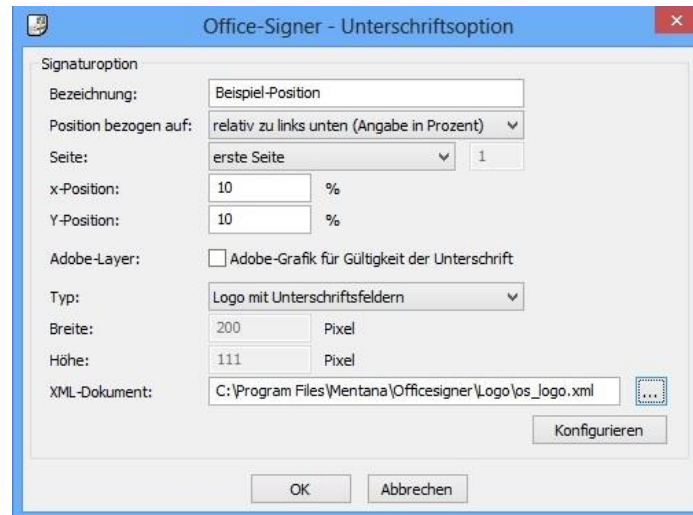 Office-Signer - Unterschriftsoption
Signaturoption
Bezeichnung: Beispiel-Position
Position bezogen auf: relativ zu links unten (Angabe in Prozent)
Seite: erste Seite 1
x-Position: 10 %
Y-Position: 10 %
Adobe-Layer: Adobe-Grafik für Gültigkeit der Unterschrift
Typ: Logo mit Unterschriftsfeldern
Breite: 200 Pixel
Höhe: 111 Pixel
XML-Dokument: C:\Program Files\Mentana\Officesigner\Logo\os_logo.xml ...
Konfigurieren
OK Abbrechen